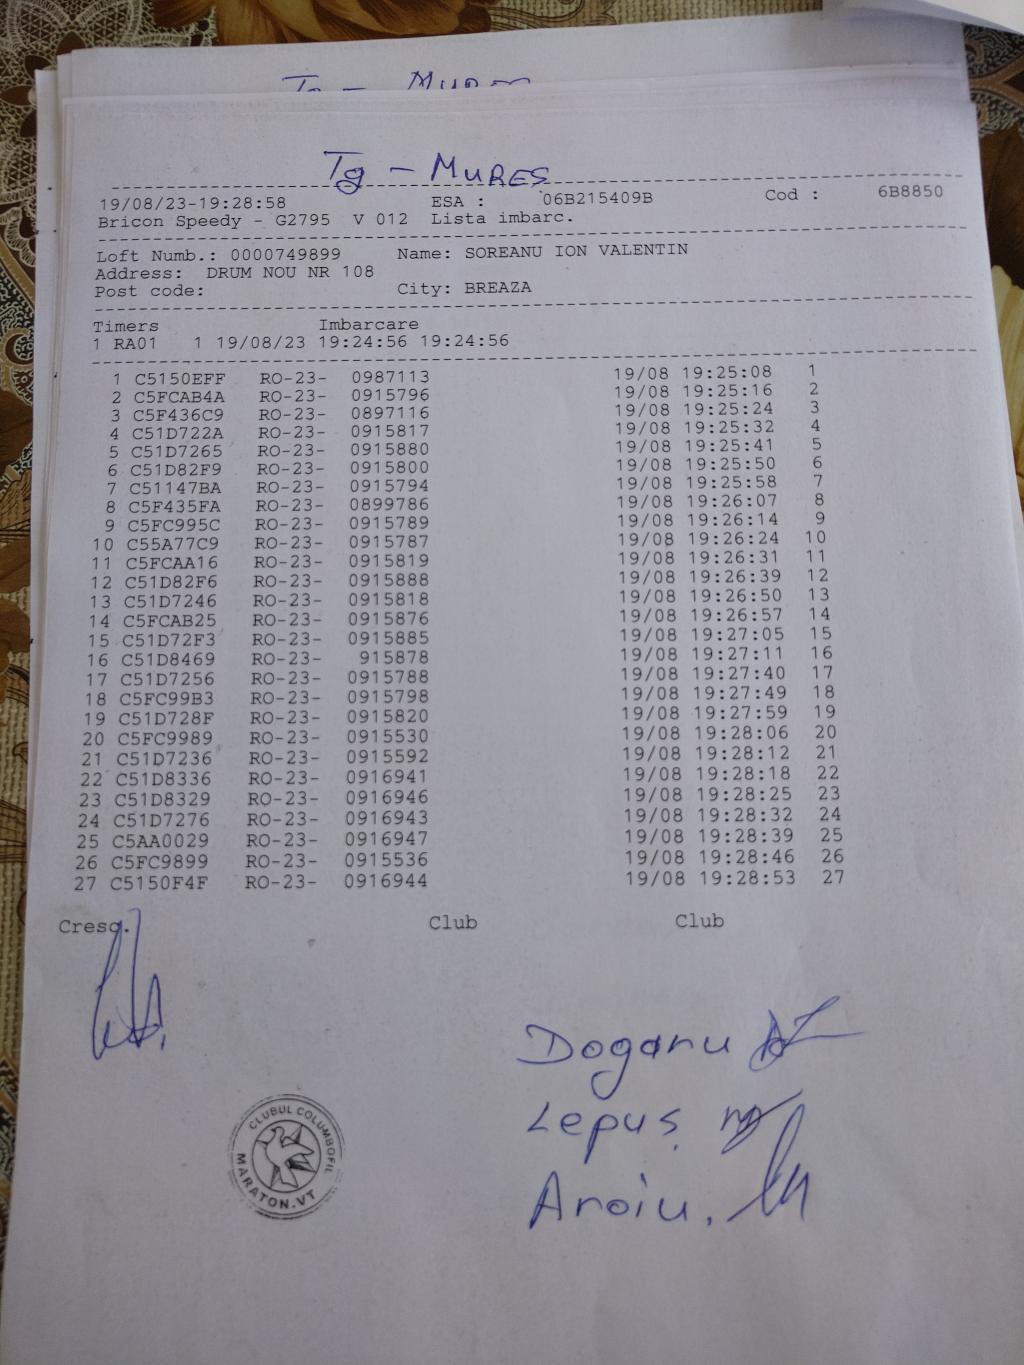 Tg - MURES
19/08/23-19:28:58 ESA : 06B215409B Cod : 6B8850
Bricon Speedy - G2795 V 012 Lista imbarc.
Loft Numb.: 0000749899 Name: SOREANU ION VALENTIN
Address: DRUM NOU NR 108
Post code: City: BREAZA
Timers Imbarcare
1 RA01 1 19/08/23 19:24:56 19:24:56
1 C5150EFF RO-23- 0987113 19/08 19:25:08 1
2 C5FCAB4A RO-23- 0915796 19/08 19:25:16 2
3 C5F436C9 RO-23- 0897116 19/08 19:25:24 3
4 C51D722A RO-23- 0915817 19/08 19:25:32 4
5 C51D7265 RO-23- 0915880 19/08 19:25:41 5
6 C51D82F9 RO-23- 0915800 19/08 19:25:50 6
7 C51147BA RO-23- 0915794 19/08 19:25:58 7
8 C5F435FA RO-23- 0899786 19/08 19:26:07 8
9 C5FC995C RO-23- 0915789 19/08 19:26:14 9
10 C55A77C9 RO-23- 0915787 19/08 19:26:24 10
11 C5FCAA16 RO-23- 0915819 19/08 19:26:31 11
12 C51D82F6 RO-23- 0915888 19/08 19:26:39 12
13 C51D7246 RO-23- 0915818 19/08 19:26:50 13
14 C5FCAB25 RO-23- 0915876 19/08 19:26:57 14
15 C51D72F3 RO-23- 0915885 19/08 19:27:05 15
16 C51D8469 RO-23- 915878 19/08 19:27:11 16
17 C51D7256 RO-23- 0915788 19/08 19:27:40 17
18 C5FC99B3 RO-23- 0915798 19/08 19:27:49 18
19 C51D728F RO-23- 0915820 19/08 19:27:59 19
20 C5FC9989 RO-23- 0915530 19/08 19:28:06 20
21 C51D7236 RO-23- 0915592 19/08 19:28:12 21
22 C51D8336 RO-23- 0916941 19/08 19:28:18 22
23 C51D8329 RO-23- 0916946 19/08 19:28:25 23
24 C51D7276 RO-23- 0916943 19/08 19:28:32 24
25 C5AA0029 RO-23- 0916947 19/08 19:28:39 25
26 C5FC9899 RO-23- 0915536 19/08 19:28:46 26
27 C5150F4F RO-23- 0916944 19/08 19:28:53 27
Cresc. Club Club
Doganu
Lepus
Aroiu.
CLUBUL COLUMBOFIL
MARATON.VT